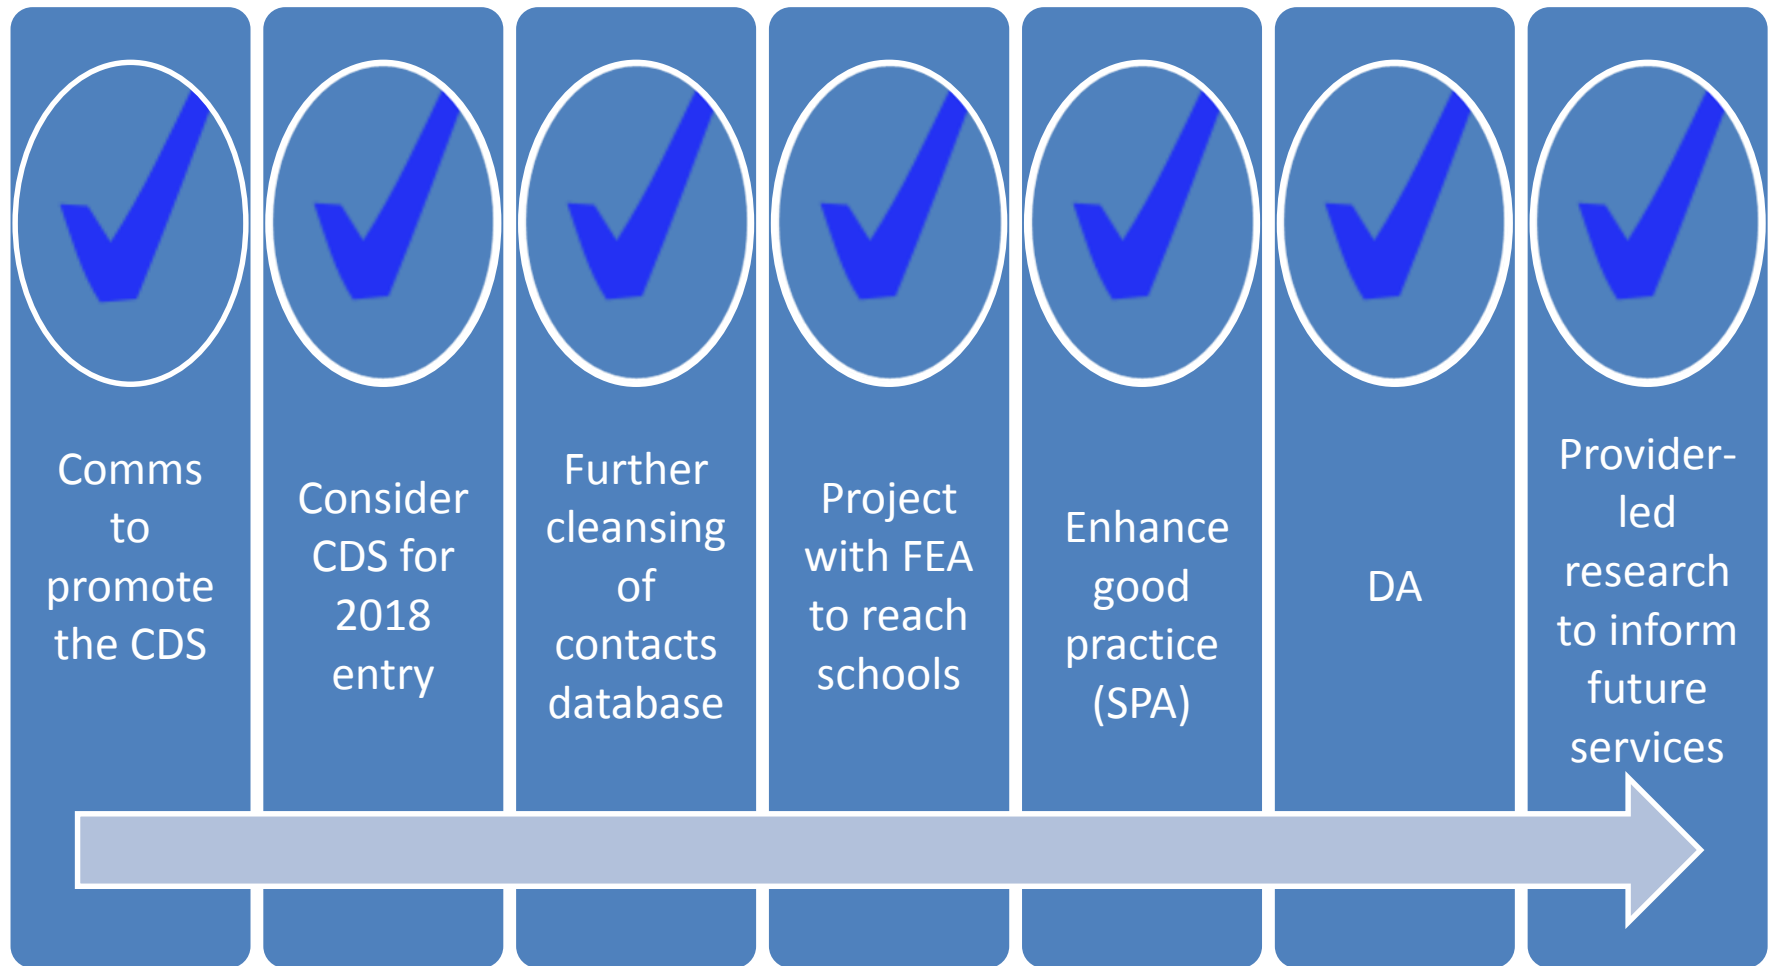 Comms
to
promote
the CDS
Consider
CDS for
2018
entry
Further
cleansing
of
contacts
database
Project
with FEA
to reach
schools
Enhance
good
practice
(SPA)
DA
Provider-
led
research
to inform
future
services